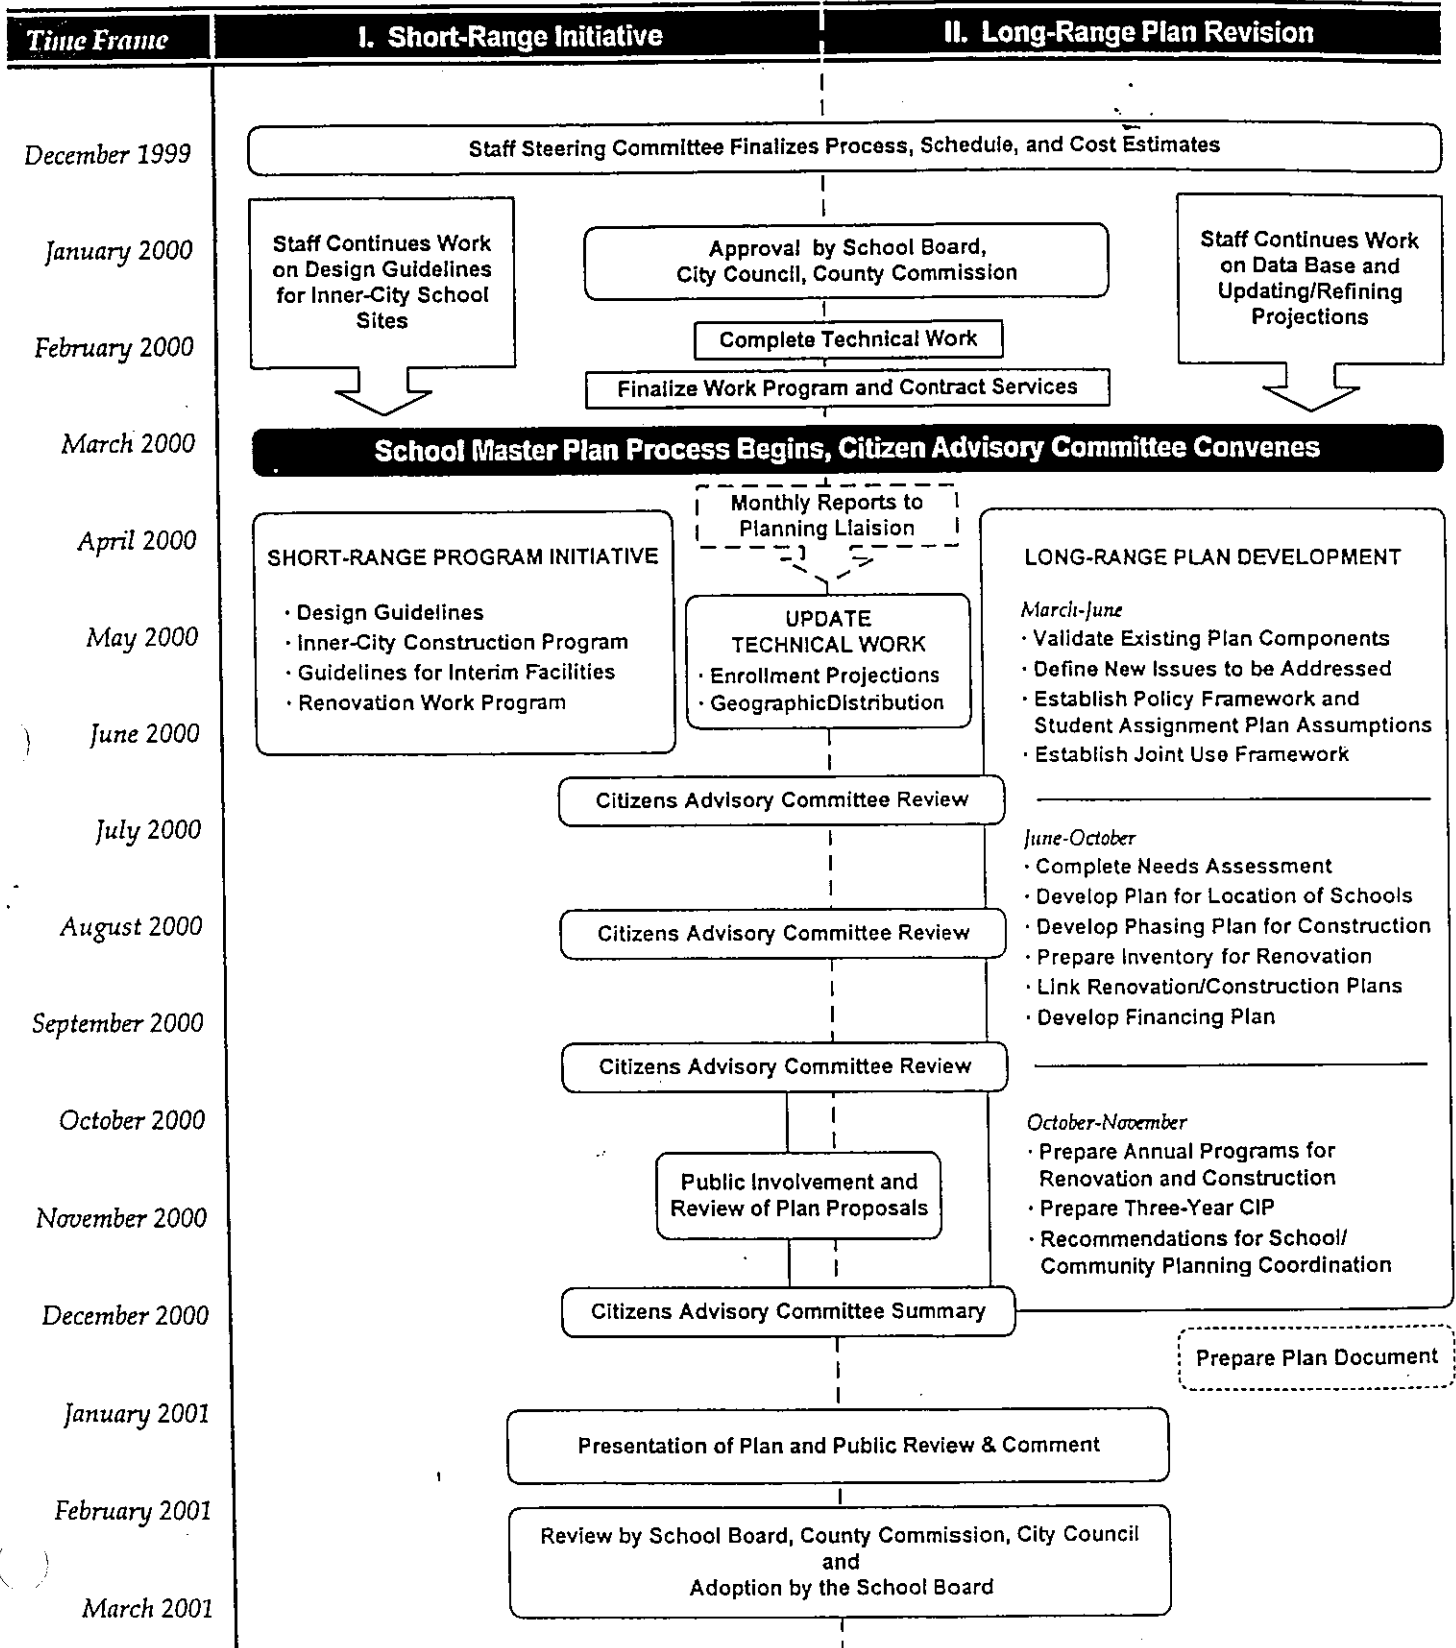 Time Frame
I. Short-Range Initiative
II. Long-Range Plan Revision
December 1999
Staff Steering Committee Finalizes Process, Schedule, and Cost Estimates
January 2000
Staff Continues Work
on Design Guidelines
for Inner-City School
Sites
Approval by School Board,
City Council, County Commission
Staff Continues Work
on Data Base and
Updating/Refining
Projections
February 2000
Complete Technical Work
Finalize Work Program and Contract Services
March 2000
School Master Plan Process Begins, Citizen Advisory Committee Convenes
Monthly Reports to
Planning Liaision
April 2000
SHORT-RANGE PROGRAM INITIATIVE
· Design Guidelines
· Inner-City Construction Program
· Guidelines for Interim Facilities
· Renovation Work Program
May 2000
UPDATE
TECHNICAL WORK
· Enrollment Projections
· GeographicDistribution
June 2000
LONG-RANGE PLAN DEVELOPMENT
March-June
· Validate Existing Plan Components
· Define New Issues to be Addressed
· Establish Policy Framework and
Student Assignment Plan Assumptions
· Establish Joint Use Framework
Citizens Advisory Committee Review
July 2000
June-October
· Complete Needs Assessment
· Develop Plan for Location of Schools
· Develop Phasing Plan for Construction
· Prepare Inventory for Renovation
· Link Renovation/Construction Plans
· Develop Financing Plan
August 2000
Citizens Advisory Committee Review
September 2000
Citizens Advisory Committee Review
October 2000
October-November
· Prepare Annual Programs for
Renovation and Construction
· Prepare Three-Year CIP
· Recommendations for School/
Community Planning Coordination
Public Involvement and
Review of Plan Proposals
November 2000
December 2000
Citizens Advisory Committee Summary
Prepare Plan Document
January 2001
Presentation of Plan and Public Review & Comment
February 2001
Review by School Board, County Commission, City Council
and
Adoption by the School Board
March 2001